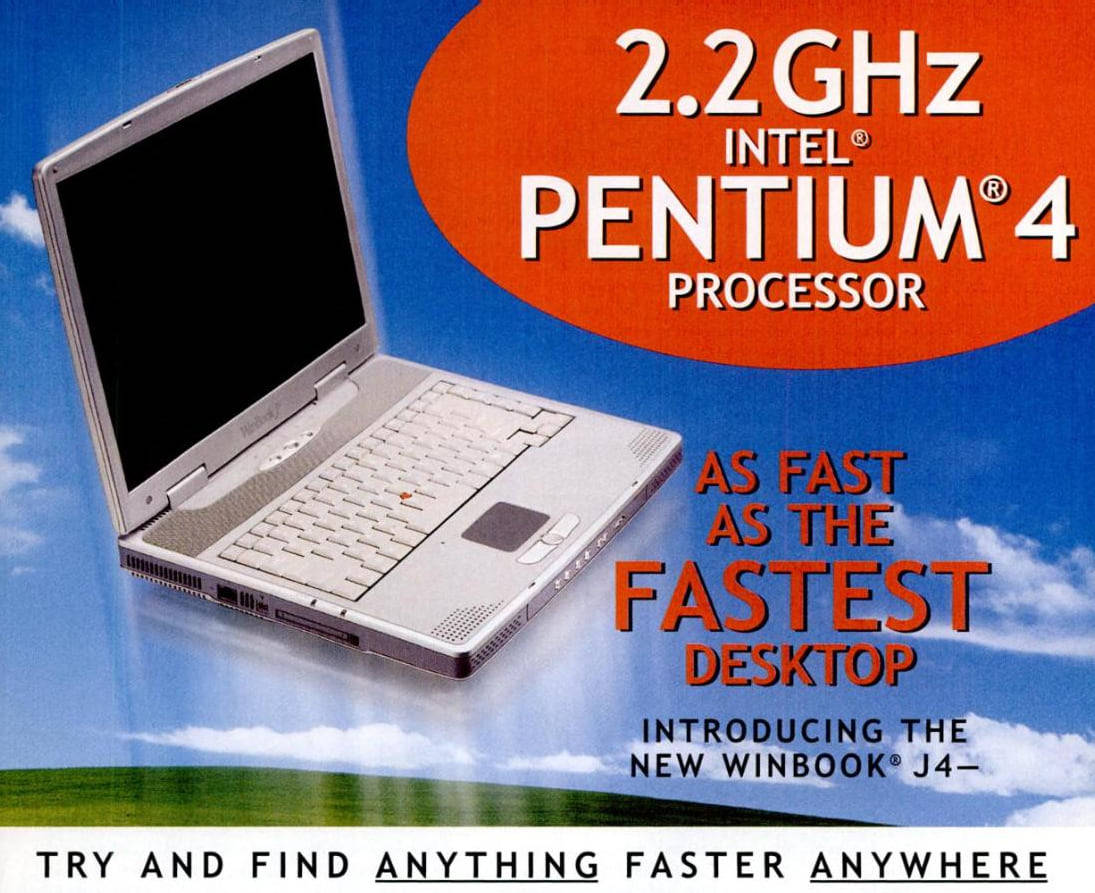 2.2GHz
INTEL®
PENTIUM®4
PROCESSOR
WinBook
AS FAST
AS THE
FASTEST
DESKTOP
INTRODUCING THE
NEW WINBOOK® J4—
TRY AND FIND ANYTHING FASTER ANYWHERE